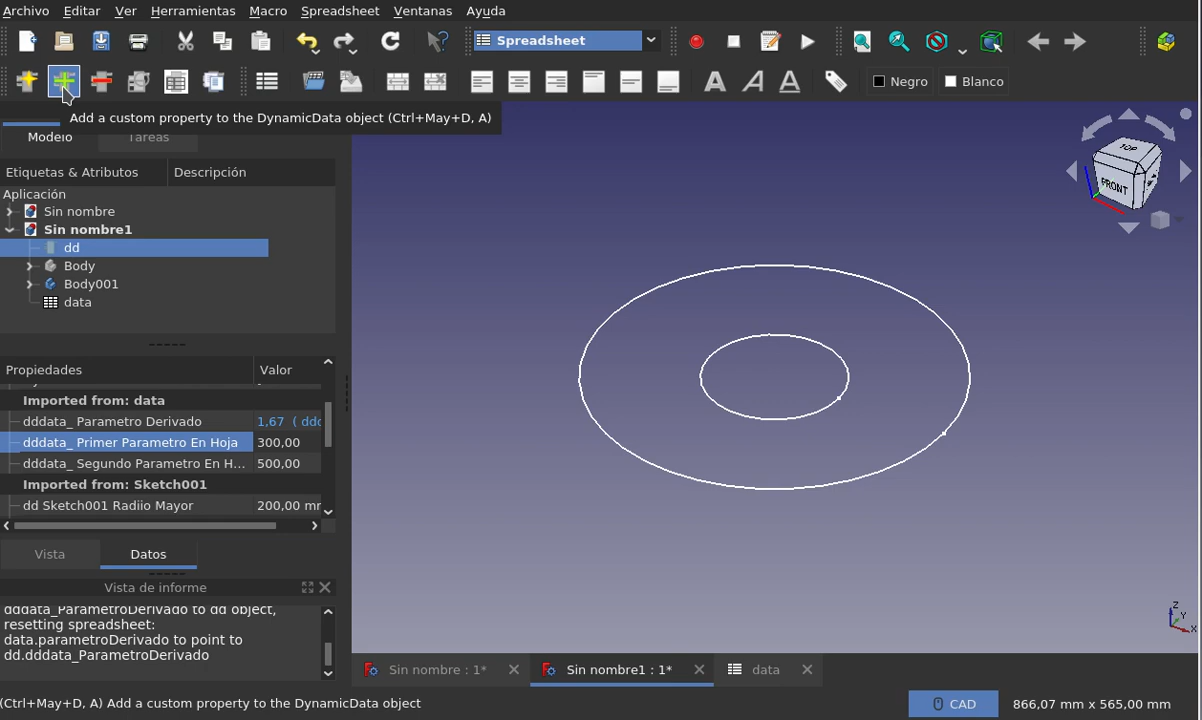 Archivo Editar Ver Herramientas Macro Spreadsheet Ventanas Ayuda
Spreadsheet
A A A Negro Blanco
Add a custom property to the DynamicData object (Ctrl+May+D, A)
Modelo Tareas
Etiquetas & Atributos Descripción
Aplicación
Sin nombre
Sin nombre1
dd
Body
Body001
data
Propiedades Valor
Imported from: data
dddata_ Parametro Derivado 1,67 ( ddd
dddata_ Primer Parametro En Hoja 300,00
dddata_ Segundo Parametro En H... 500,00
Imported from: Sketch001
dd Sketch001 Radiio Mayor 200,00 mr
Vista Datos
Vista de informe
dddata_ParametroDerivado to dd object,
resetting spreadsheet:
data.parametroDerivado to point to
dd.dddata_ParametroDerivado
TOP
FRONT
Z
Y
X
Sin nombre : 1* Sin nombre1 : 1* data
(Ctrl+May+D, A) Add a custom property to the DynamicData object CAD 866,07 mm x 565,00 mm